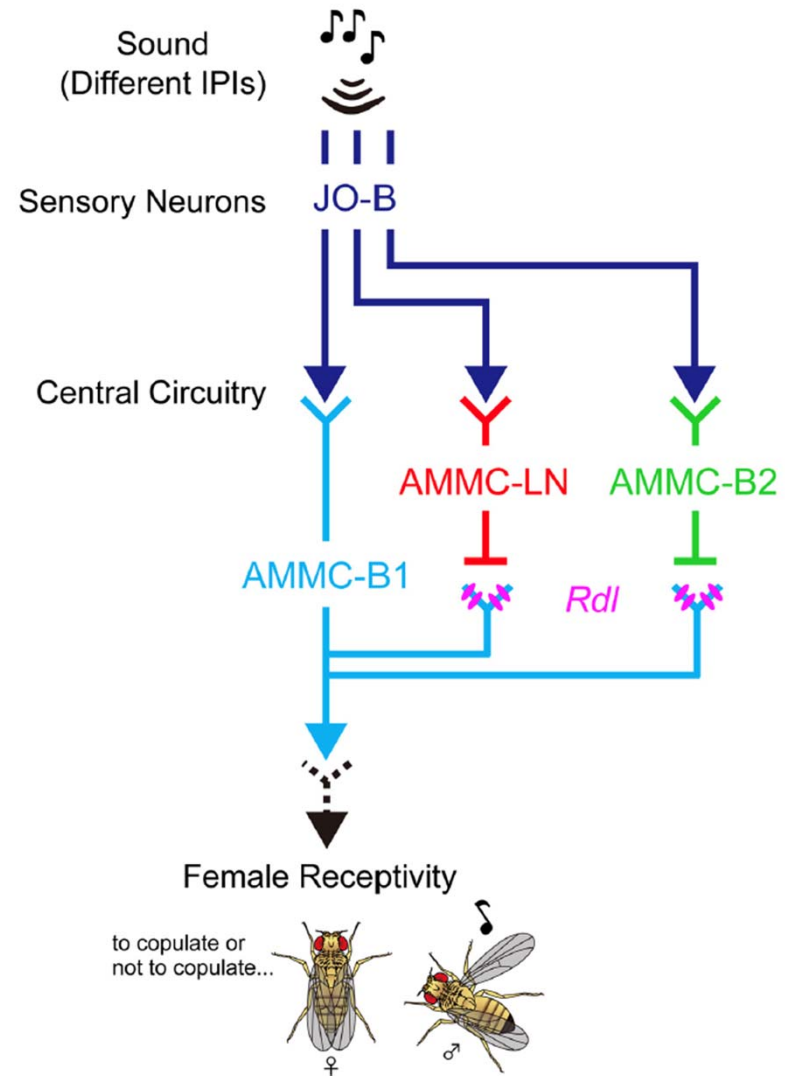 Sound
(Different IPIs)
Sensory Neurons
JO-B
Central Circuitry
AMMC-LN
AMMC-B2
AMMC-B1
Rdl
Female Receptivity
to copulate or
not to copulate...
♀
♂